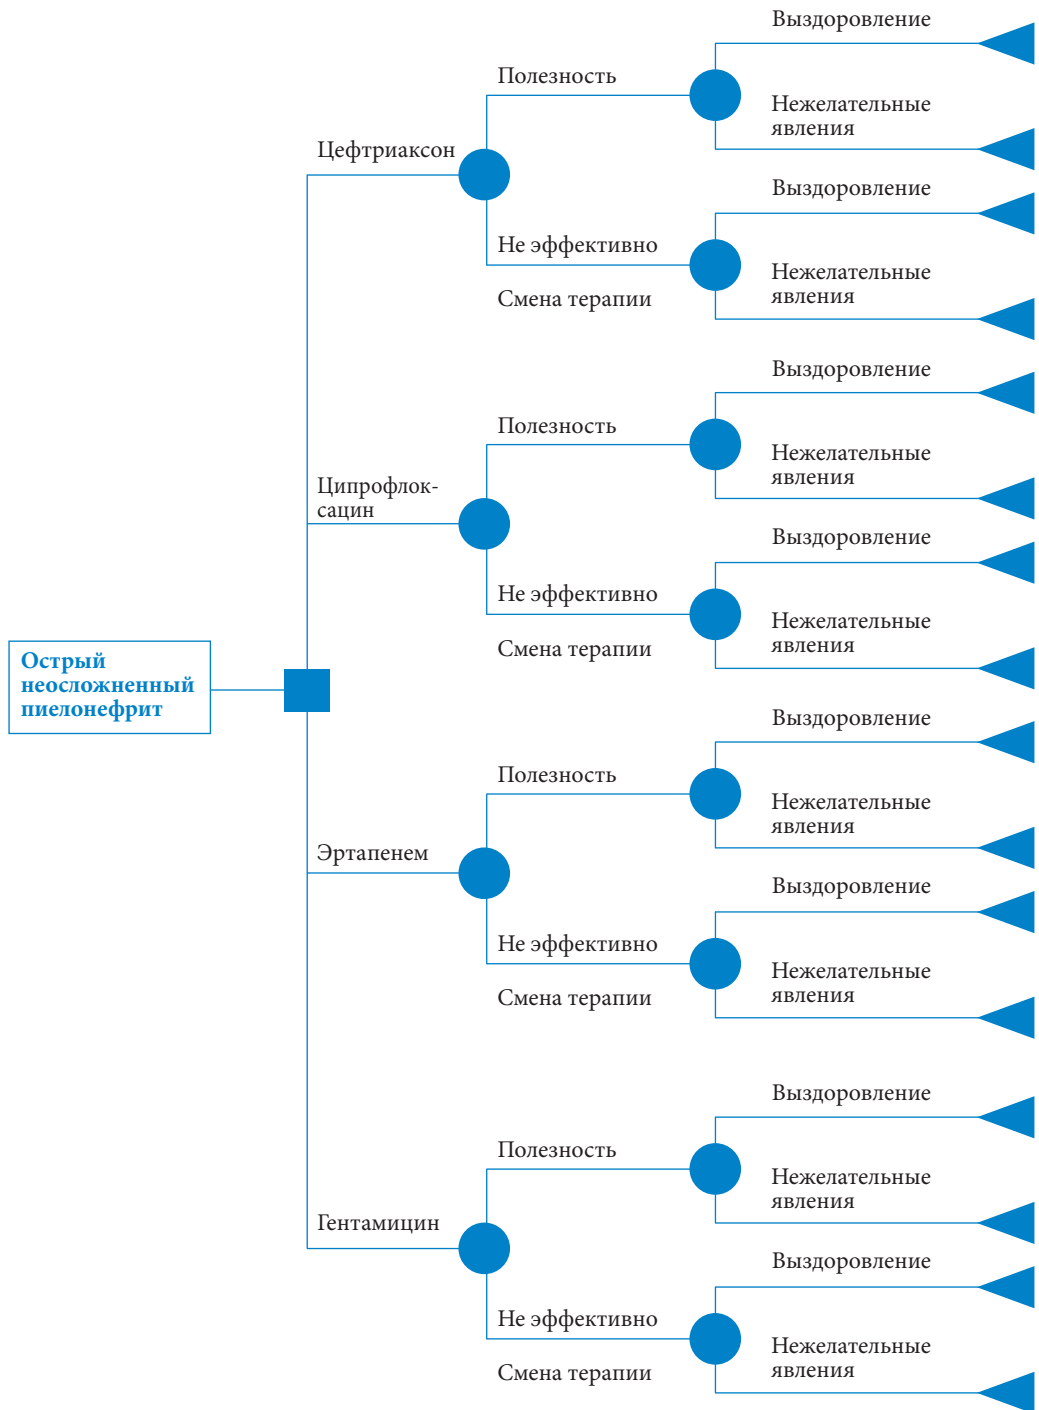 Выздоровление
Полезность
Нежелательные
явления
Цефтриаксон
Выздоровление
Не эффективно
Нежелательные
явления
Смена терапии
Выздоровление
Полезность
Нежелательные
явления
Ципрофлок-
сацин
Выздоровление
Не эффективно
Нежелательные
явления
Смена терапии
Острый
неосложненный
пиелонефрит
Выздоровление
Полезность
Нежелательные
явления
Эртапенем
Выздоровление
Не эффективно
Нежелательные
явления
Смена терапии
Выздоровление
Полезность
Нежелательные
явления
Гентамицин
Выздоровление
Не эффективно
Нежелательные
явления
Смена терапии